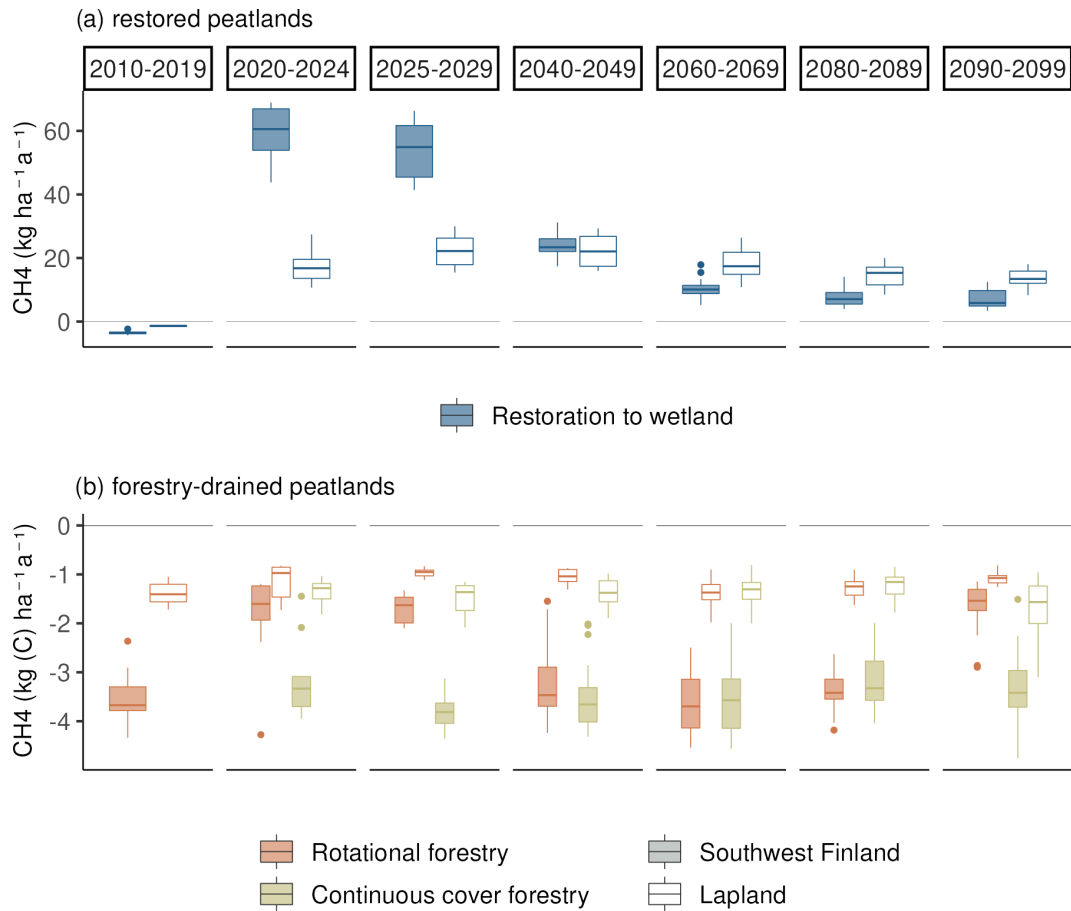 (a) restored peatlands
2010-2019 2020-2024 2025-2029 2040-2049 2060-2069 2080-2089 2090-2099
CH4 (kg ha⁻¹a⁻¹)
60
40
20
0
Restoration to wetland
(b) forestry-drained peatlands
CH4 (kg (C) ha⁻¹a⁻¹)
0
-1
-2
-3
-4
Rotational forestry Southwest Finland
Continuous cover forestry Lapland